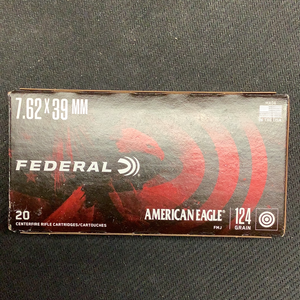 7.62x39 MM
FEDERAL
20
CENTERFIRE RIFLE CARTRIDGES/CARTOUCHES
AMERICAN EAGLE
FMJ
124
GRAIN